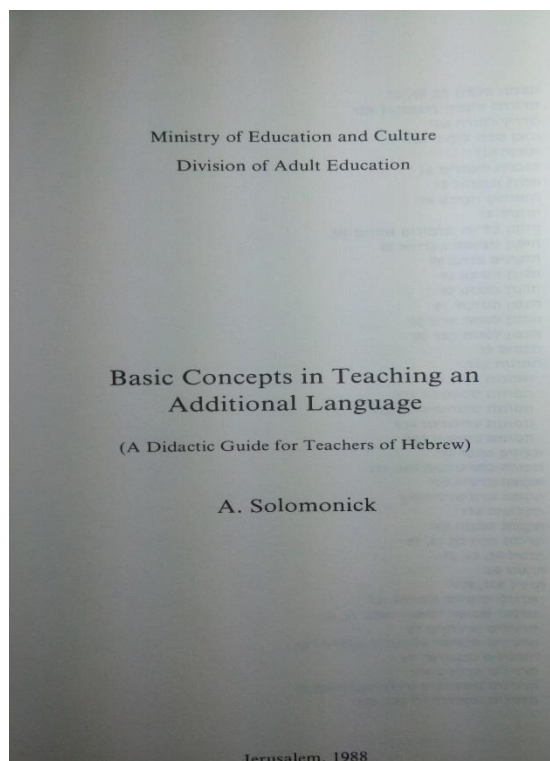 Ministry of Education and Culture
Division of Adult Education
Basic Concepts in Teaching an
Additional Language
(A Didactic Guide for Teachers of Hebrew)
A. Solomonick
Jerusalem, 1988